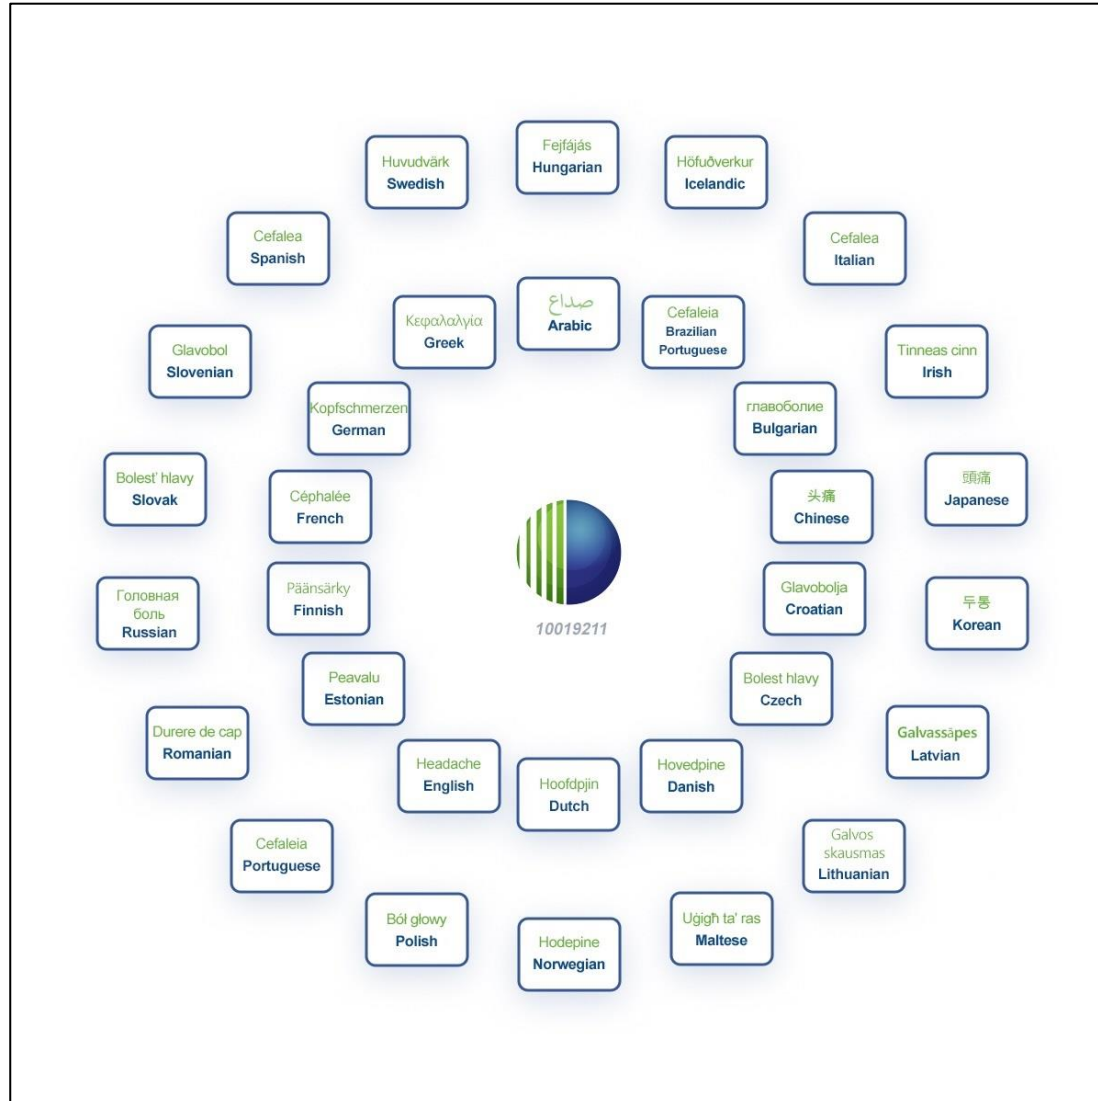 Fejfájás
Hungarian
Huvudvärk
Swedish
Höfuðverkur
Icelandic
Cefalea
Spanish
Cefalea
Italian
صداع
Arabic
Κεφαλαλγία
Greek
Cefaleia
Brazilian
Portuguese
Glavobol
Slovenian
Tinneas cinn
Irish
Kopfschmerzen
German
главоболие
Bulgarian
Bolesť hlavy
Slovak
Céphalée
French
头痛
Chinese
頭痛
Japanese
Päänsärky
Finnish
Glavobolja
Croatian
Головная
боль
Russian
두통
Korean
10019211
Peavalu
Estonian
Bolest hlavy
Czech
Durere de cap
Romanian
Galvassāpes
Latvian
Headache
English
Hoofdpjin
Dutch
Hovedpine
Danish
Cefaleia
Portuguese
Galvos
skausmas
Lithuanian
Ból głowy
Polish
Hodepine
Norwegian
Uġigħ ta' ras
Maltese